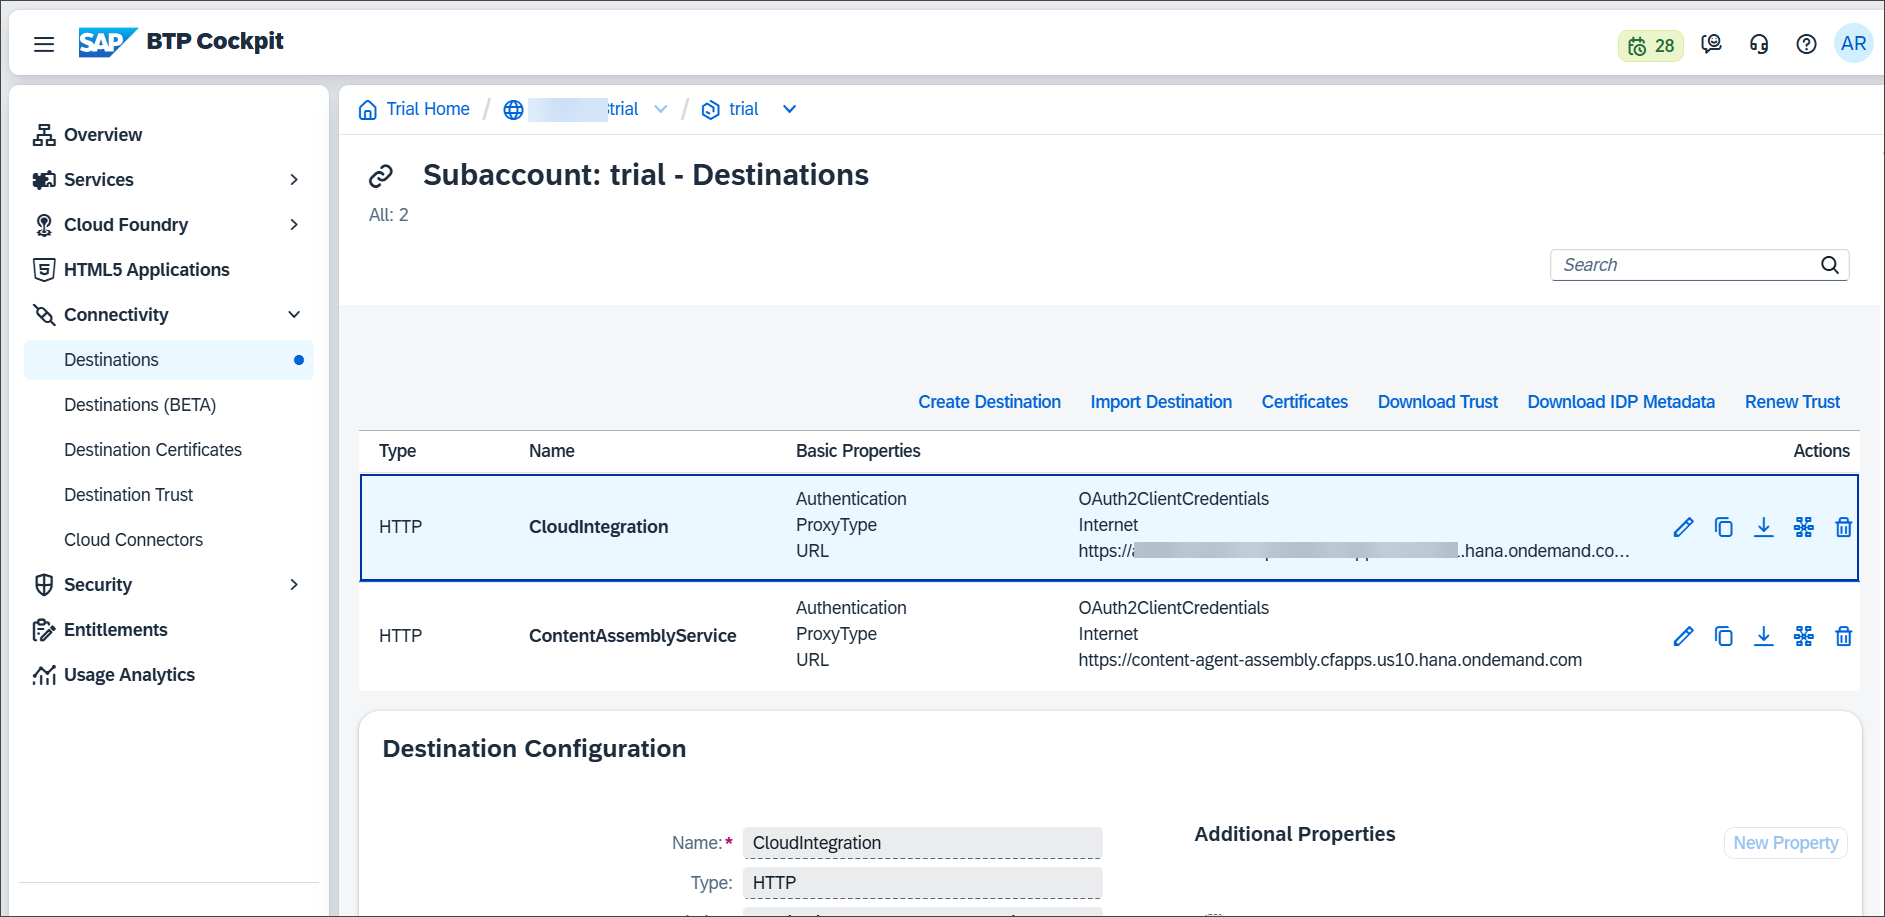 SAP BTP Cockpit
28
AR
Overview
Services
Cloud Foundry
HTML5 Applications
5
Connectivity
Destinations
Destinations (BETA)
Destination Certificates
Destination Trust
Cloud Connectors
Security
Entitlements
Usage Analytics
Trial Home / trial / trial
Subaccount: trial - Destinations
All: 2
Search
Create Destination Import Destination Certificates Download Trust Download IDP Metadata Renew Trust
Type Name Basic Properties Actions
HTTP CloudIntegration
Authentication OAuth2ClientCredentials
ProxyType Internet
URL https:// .hana.ondemand.co...
HTTP ContentAssemblyService
Authentication OAuth2ClientCredentials
ProxyType Internet
URL https://content-agent-assembly.cfapps.us10.hana.ondemand.com
Destination Configuration
Name:* CloudIntegration
Type: HTTP
Additional Properties
New Property